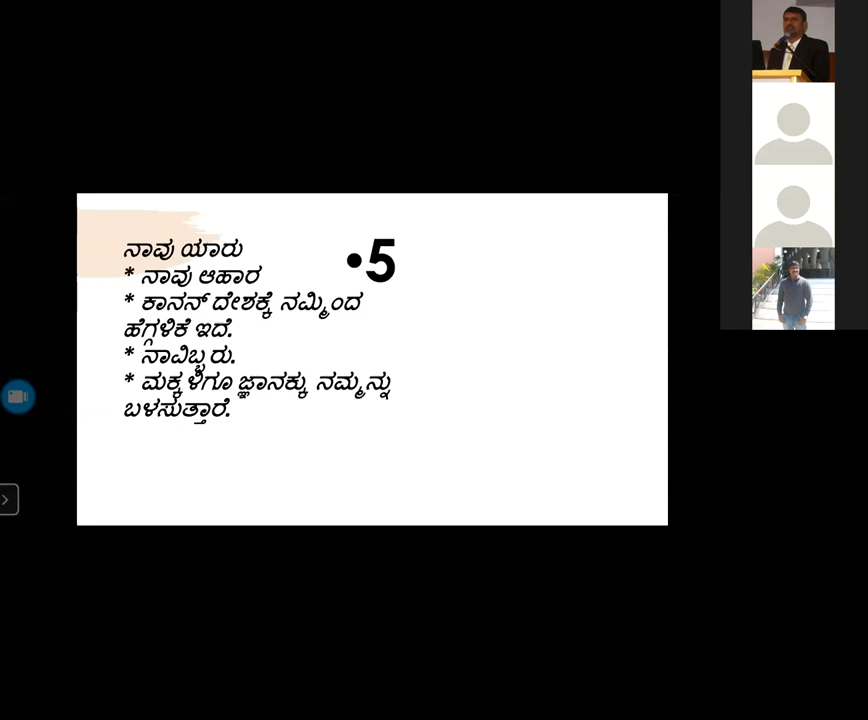 ನಾವು ಯಾರು
•5
* ನಾವು ಆಹಾರ
* ಕಾನನ್ ದೇಶಕ್ಕೆ ನಮ್ಮಿಂದ
ಹೆಗ್ಗಳಿಕೆ ಇದೆ.
* ನಾವಿಬ್ಬರು.
* ಮಕ್ಕಳಿಗೂ ಜ್ಞಾನಕ್ಕು ನಮ್ಮನ್ನು
ಬಳಸುತ್ತಾರೆ.